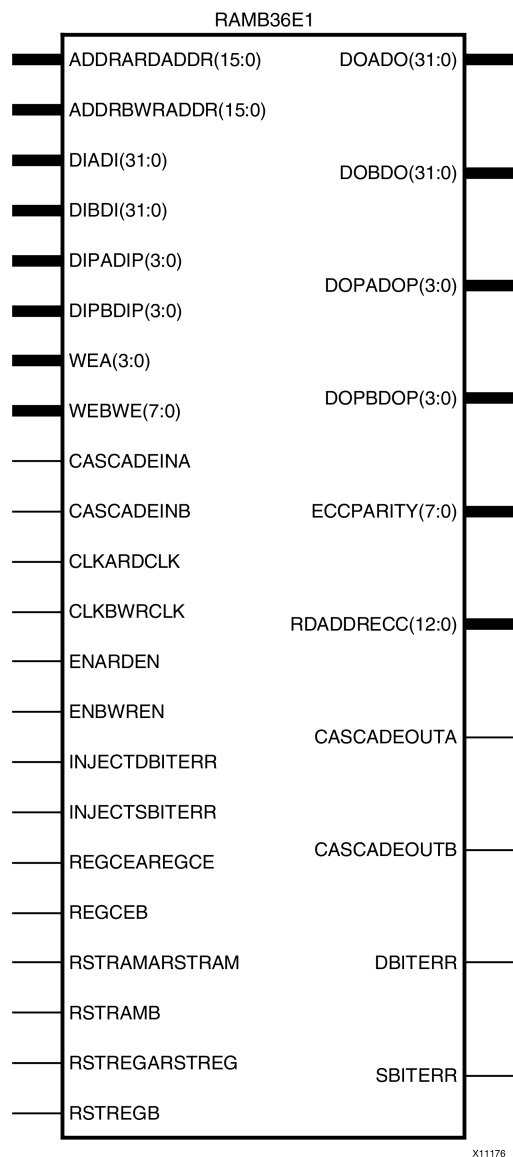 RAMB36E1
ADDRARDADDR(15:0)
ADDRBWRADDR(15:0)
DIADI(31:0)
DIBDI(31:0)
DIPADIP(3:0)
DIPBDIP(3:0)
WEA(3:0)
WEBWE(7:0)
CASCADEINA
CASCADEINB
CLKARDCLK
CLKBWRCLK
ENARDEN
ENBWREN
INJECTDBITERR
INJECTSBITERR
REGCEAREGCE
REGCEB
RSTRAMARSTRAM
RSTRAMB
RSTREGARSTREG
RSTREGB
DOADO(31:0)
DOBDO(31:0)
DOPADOP(3:0)
DOPBDOP(3:0)
ECCPARITY(7:0)
RDADDRECC(12:0)
CASCADEOUTA
CASCADEOUTB
DBITERR
SBITERR
X11176